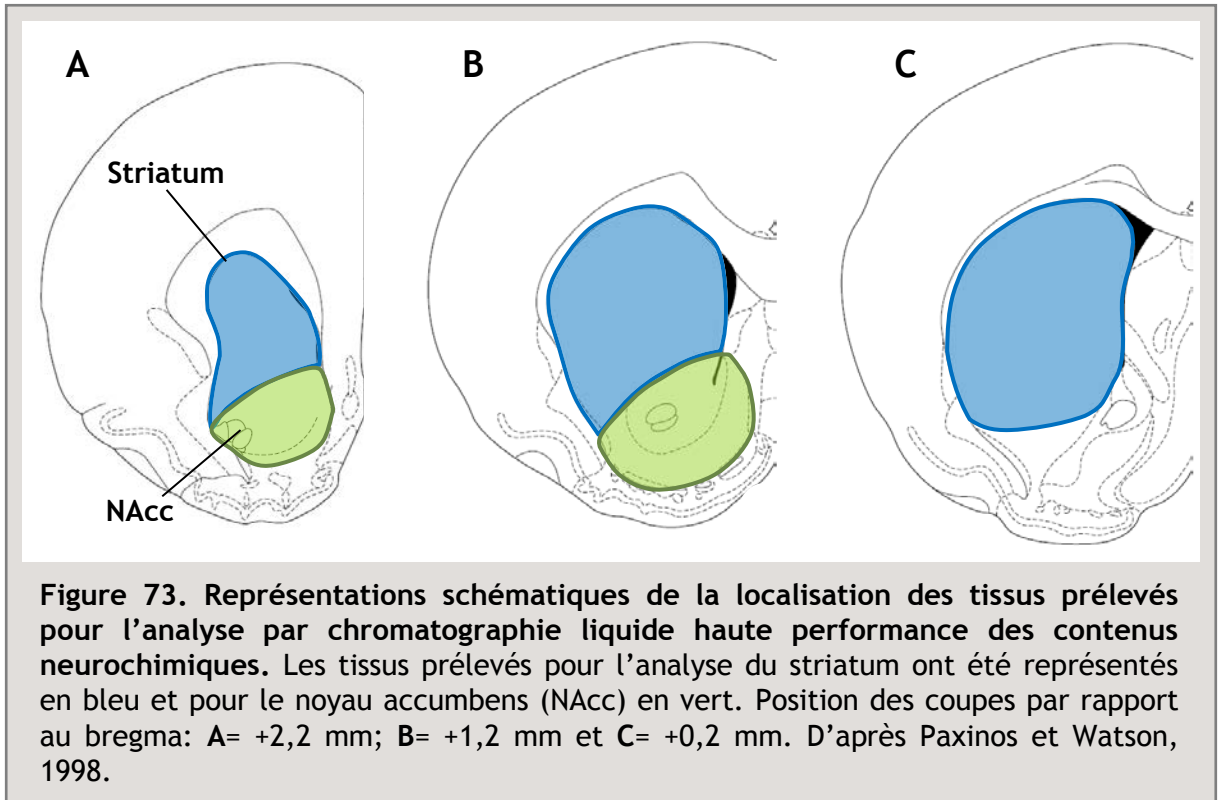 A
B
C
Striatum
NAcc
Figure 73. Représentations schématiques de la localisation des tissus prélevés
pour l’analyse par chromatographie liquide haute performance des contenus
neurochimiques. Les tissus prélevés pour l’analyse du striatum ont été représentés
en bleu et pour le noyau accumbens (NAcc) en vert. Position des coupes par rapport
au bregma: A= +2,2 mm; B= +1,2 mm et C= +0,2 mm. D’après Paxinos et Watson,
1998.